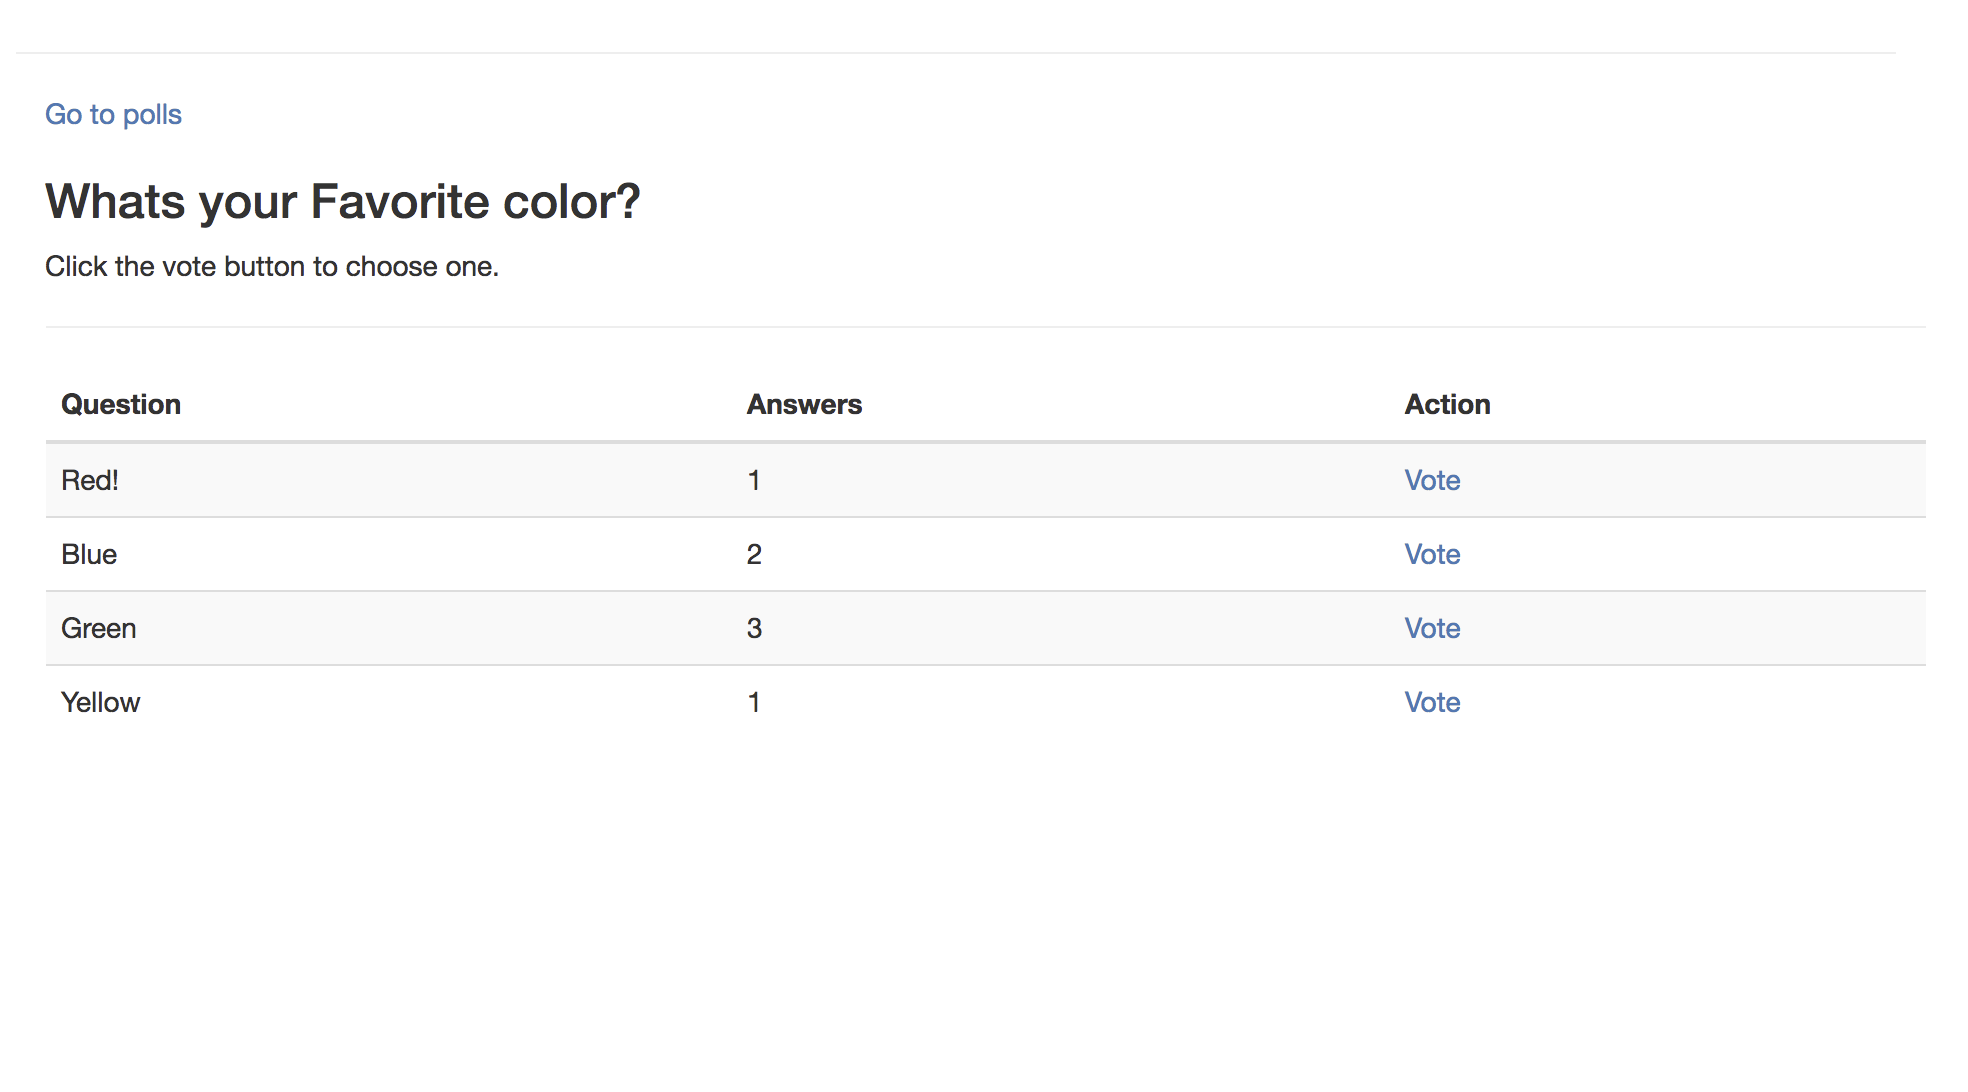 Go to polls
Whats your Favorite color?
Click the vote button to choose one.
Question Answers Action
Red! 1 Vote
Blue 2 Vote
Green 3 Vote
Yellow 1 Vote